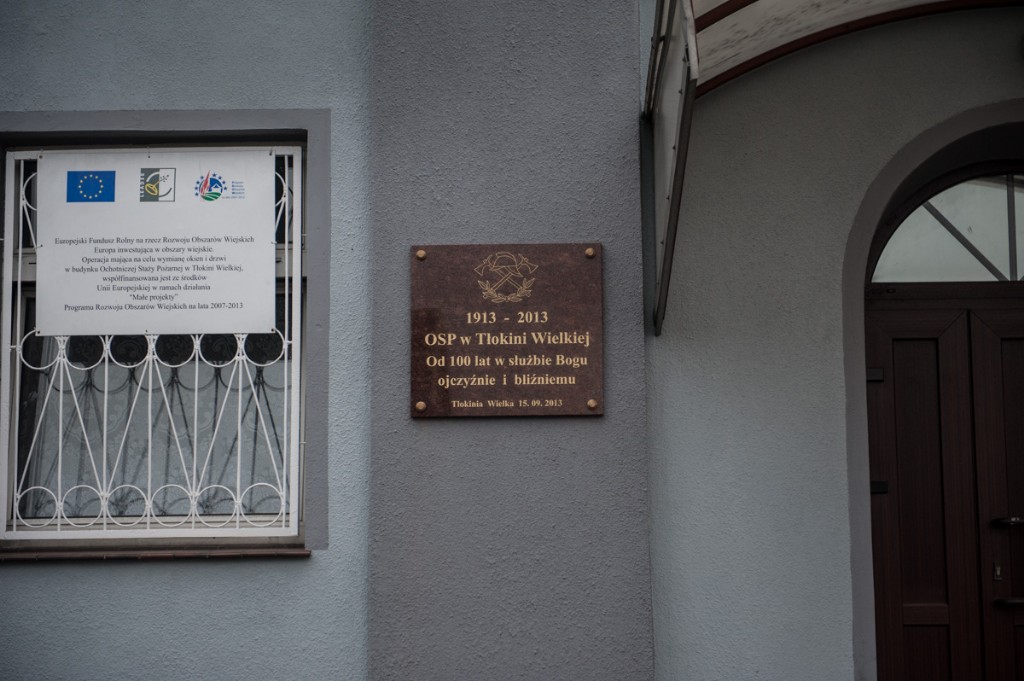 Europejski Fundusz Rolny na rzecz Rozwoju Obszarów Wiejskich
Europa inwestująca w obszary wiejskie.
Operacja mająca na celu wymianę okien i drzwi
w budynku Ochotniczej Staży Pożarnej w Tłokini Wielkiej,
współfinansowana jest ze środków
Unii Europejskiej w ramach działania
"Małe projekty"
Programu Rozwoju Obszarów Wiejskich na lata 2007-2013
1913 - 2013
OSP w Tłokini Wielkiej
Od 100 lat w służbie Bogu
ojczyźnie i bliźniemu
Tłokinia Wielka 15. 09. 2013